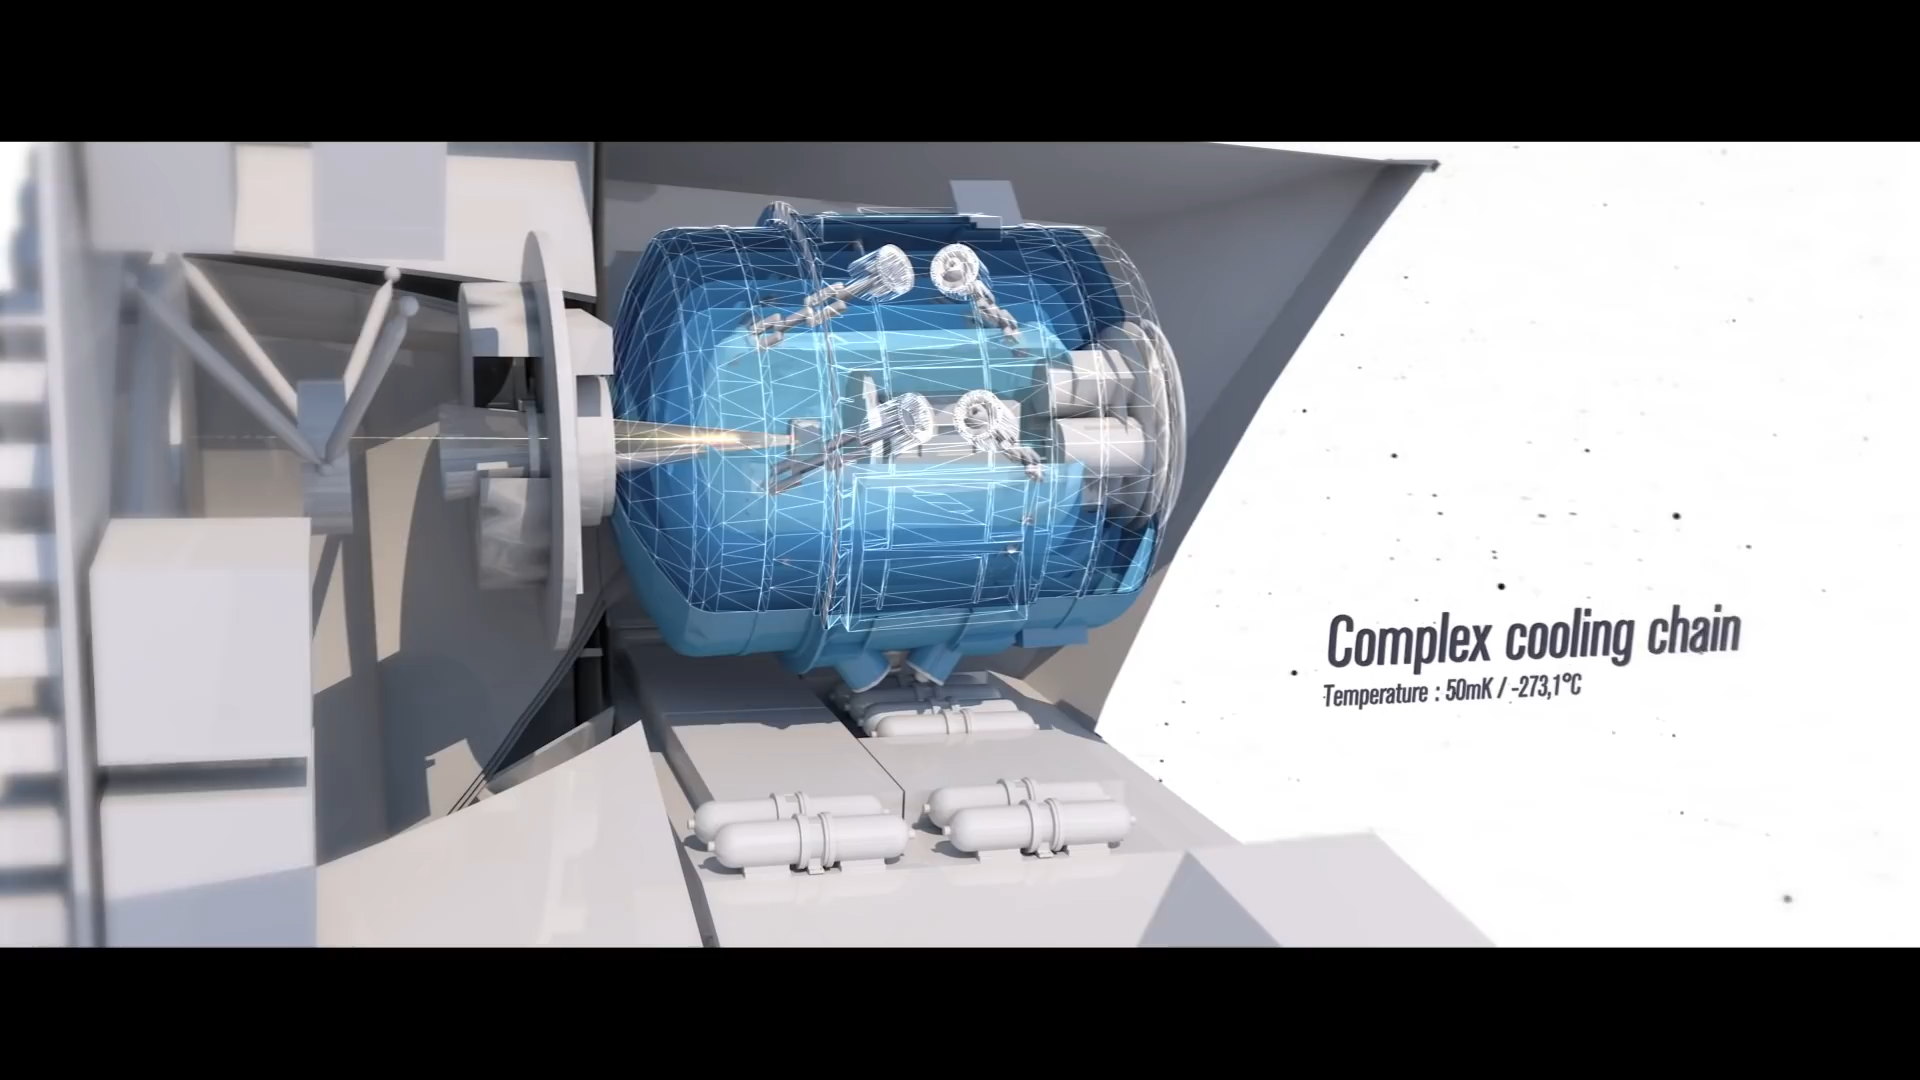 Complex cooling chain
Temperature : 50mK / -273,1°C